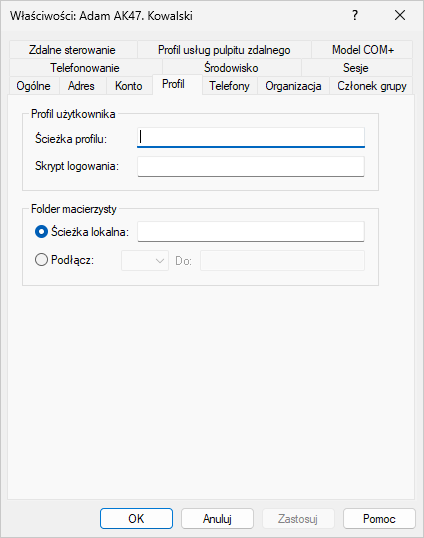 Właściwości: Adam AK47. Kowalski ?
Zdalne sterowanie Profil usług pulpitu zdalnego Model COM+
Telefonowanie Środowisko Sesje
Ogólne Adres Konto Profil Telefony Organizacja Członek grupy
Profil użytkownika
Ścieżka profilu:
Skrypt logowania:
Folder macierzysty
Ścieżka lokalna:
Podłącz: Do:
OK Anuluj Zastosuj Pomoc